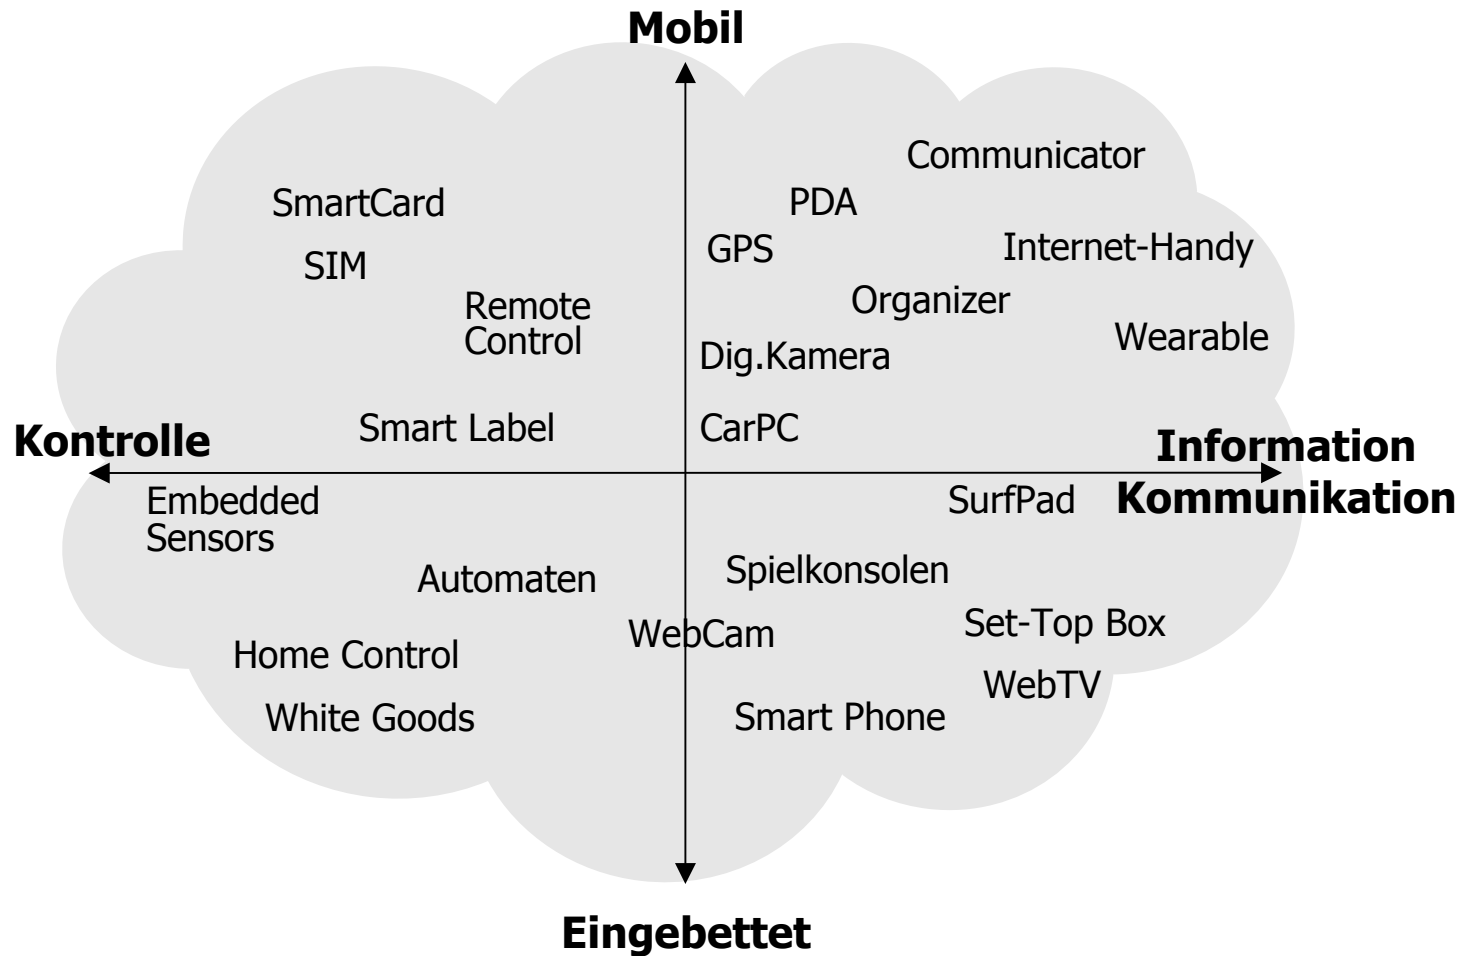 Mobil
Communicator
SmartCard
PDA
GPS
Internet-Handy
SIM
Organizer
Remote
Control
Wearable
Dig.Kamera
Smart Label
CarPC
Kontrolle
Information
Kommunikation
Embedded
Sensors
SurfPad
Automaten
Spielkonsolen
WebCam
Set-Top Box
Home Control
WebTV
White Goods
Smart Phone
Eingebettet